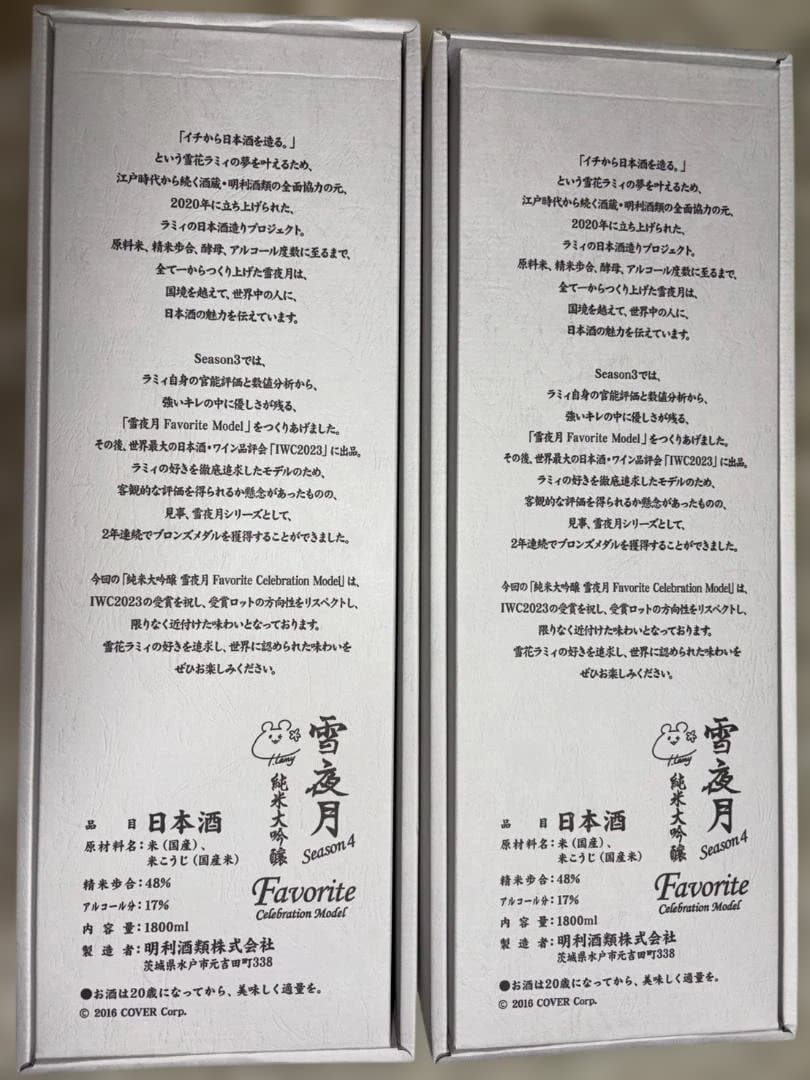 「イチから日本酒を造る。」
という雪花ラミィの夢を叶えるため、
江戸時代から続く酒蔵・明利酒類の全面協力の元、
2020年に立ち上げられた、
ラミィの日本酒造りプロジェクト。
原料米、精米歩合、酵母、アルコール度数に至るまで、
全て一からつくり上げた雪夜月は、
国境を越えて、世界中の人に、
日本酒の魅力を伝えています。
Season3では、
ラミィ自身の官能評価と数値分析から、
強いキレの中に優しさが残る、
「雪夜月 Favorite Model」をつくりあげました。
その後、世界最大の日本酒・ワイン品評会「IWC2023」に出品。
ラミィの好きを徹底追求したモデルのため、
客観的な評価を得られるか懸念があったものの、
見事、雪夜月シリーズとして、
2年連続でブロンズメダルを獲得することができました。
今回の「純米大吟醸 雪夜月 Favorite Celebration Model」は、
IWC2023の受賞を祝し、受賞ロットの方向性をリスペクトし、
限りなく近付けた味わいとなっております。
雪花ラミィの好きを追求し、世界に認められた味わいを
ぜひお楽しみください。
雪夜月
純米大吟醸
Season4
Favorite
Celebration Model
品目 日本酒
原材料名：米（国産）、
米こうじ（国産米）
精米歩合：48%
アルコール分：17%
内容量：1800ml
製造者：明利酒類株式会社
茨城県水戸市元吉田町338
●お酒は20歳になってから、美味しく適量を。
© 2016 COVER Corp.
「イチから日本酒を造る。」
という雪花ラミィの夢を叶えるため、
江戸時代から続く酒蔵・明利酒類の全面協力の元、
2020年に立ち上げられた、
ラミィの日本酒造りプロジェクト。
原料米、精米歩合、酵母、アルコール度数に至るまで、
全て一からつくり上げた雪夜月は、
国境を越えて、世界中の人に、
日本酒の魅力を伝えています。
Season3では、
ラミィ自身の官能評価と数値分析から、
強いキレの中に優しさが残る、
「雪夜月 Favorite Model」をつくりあげました。
その後、世界最大の日本酒・ワイン品評会「IWC2023」に出品。
ラミィの好きを徹底追求したモデルのため、
客観的な評価を得られるか懸念があったものの、
見事、雪夜月シリーズとして、
2年連続でブロンズメダルを獲得することができました。
今回の「純米大吟醸 雪夜月 Favorite Celebration Model」は、
IWC2023の受賞を祝し、受賞ロットの方向性をリスペクトし、
限りなく近付けた味わいとなっております。
雪花ラミィの好きを追求し、世界に認められた味わいを
ぜひお楽しみください。
雪夜月
純米大吟醸
Season4
Favorite
Celebration Model
品目 日本酒
原材料名：米（国産）、
米こうじ（国産米）
精米歩合：48%
アルコール分：17%
内容量：1800ml
製造者：明利酒類株式会社
茨城県水戸市元吉田町338
●お酒は20歳になってから、美味しく適量を。
© 2016 COVER Corp.